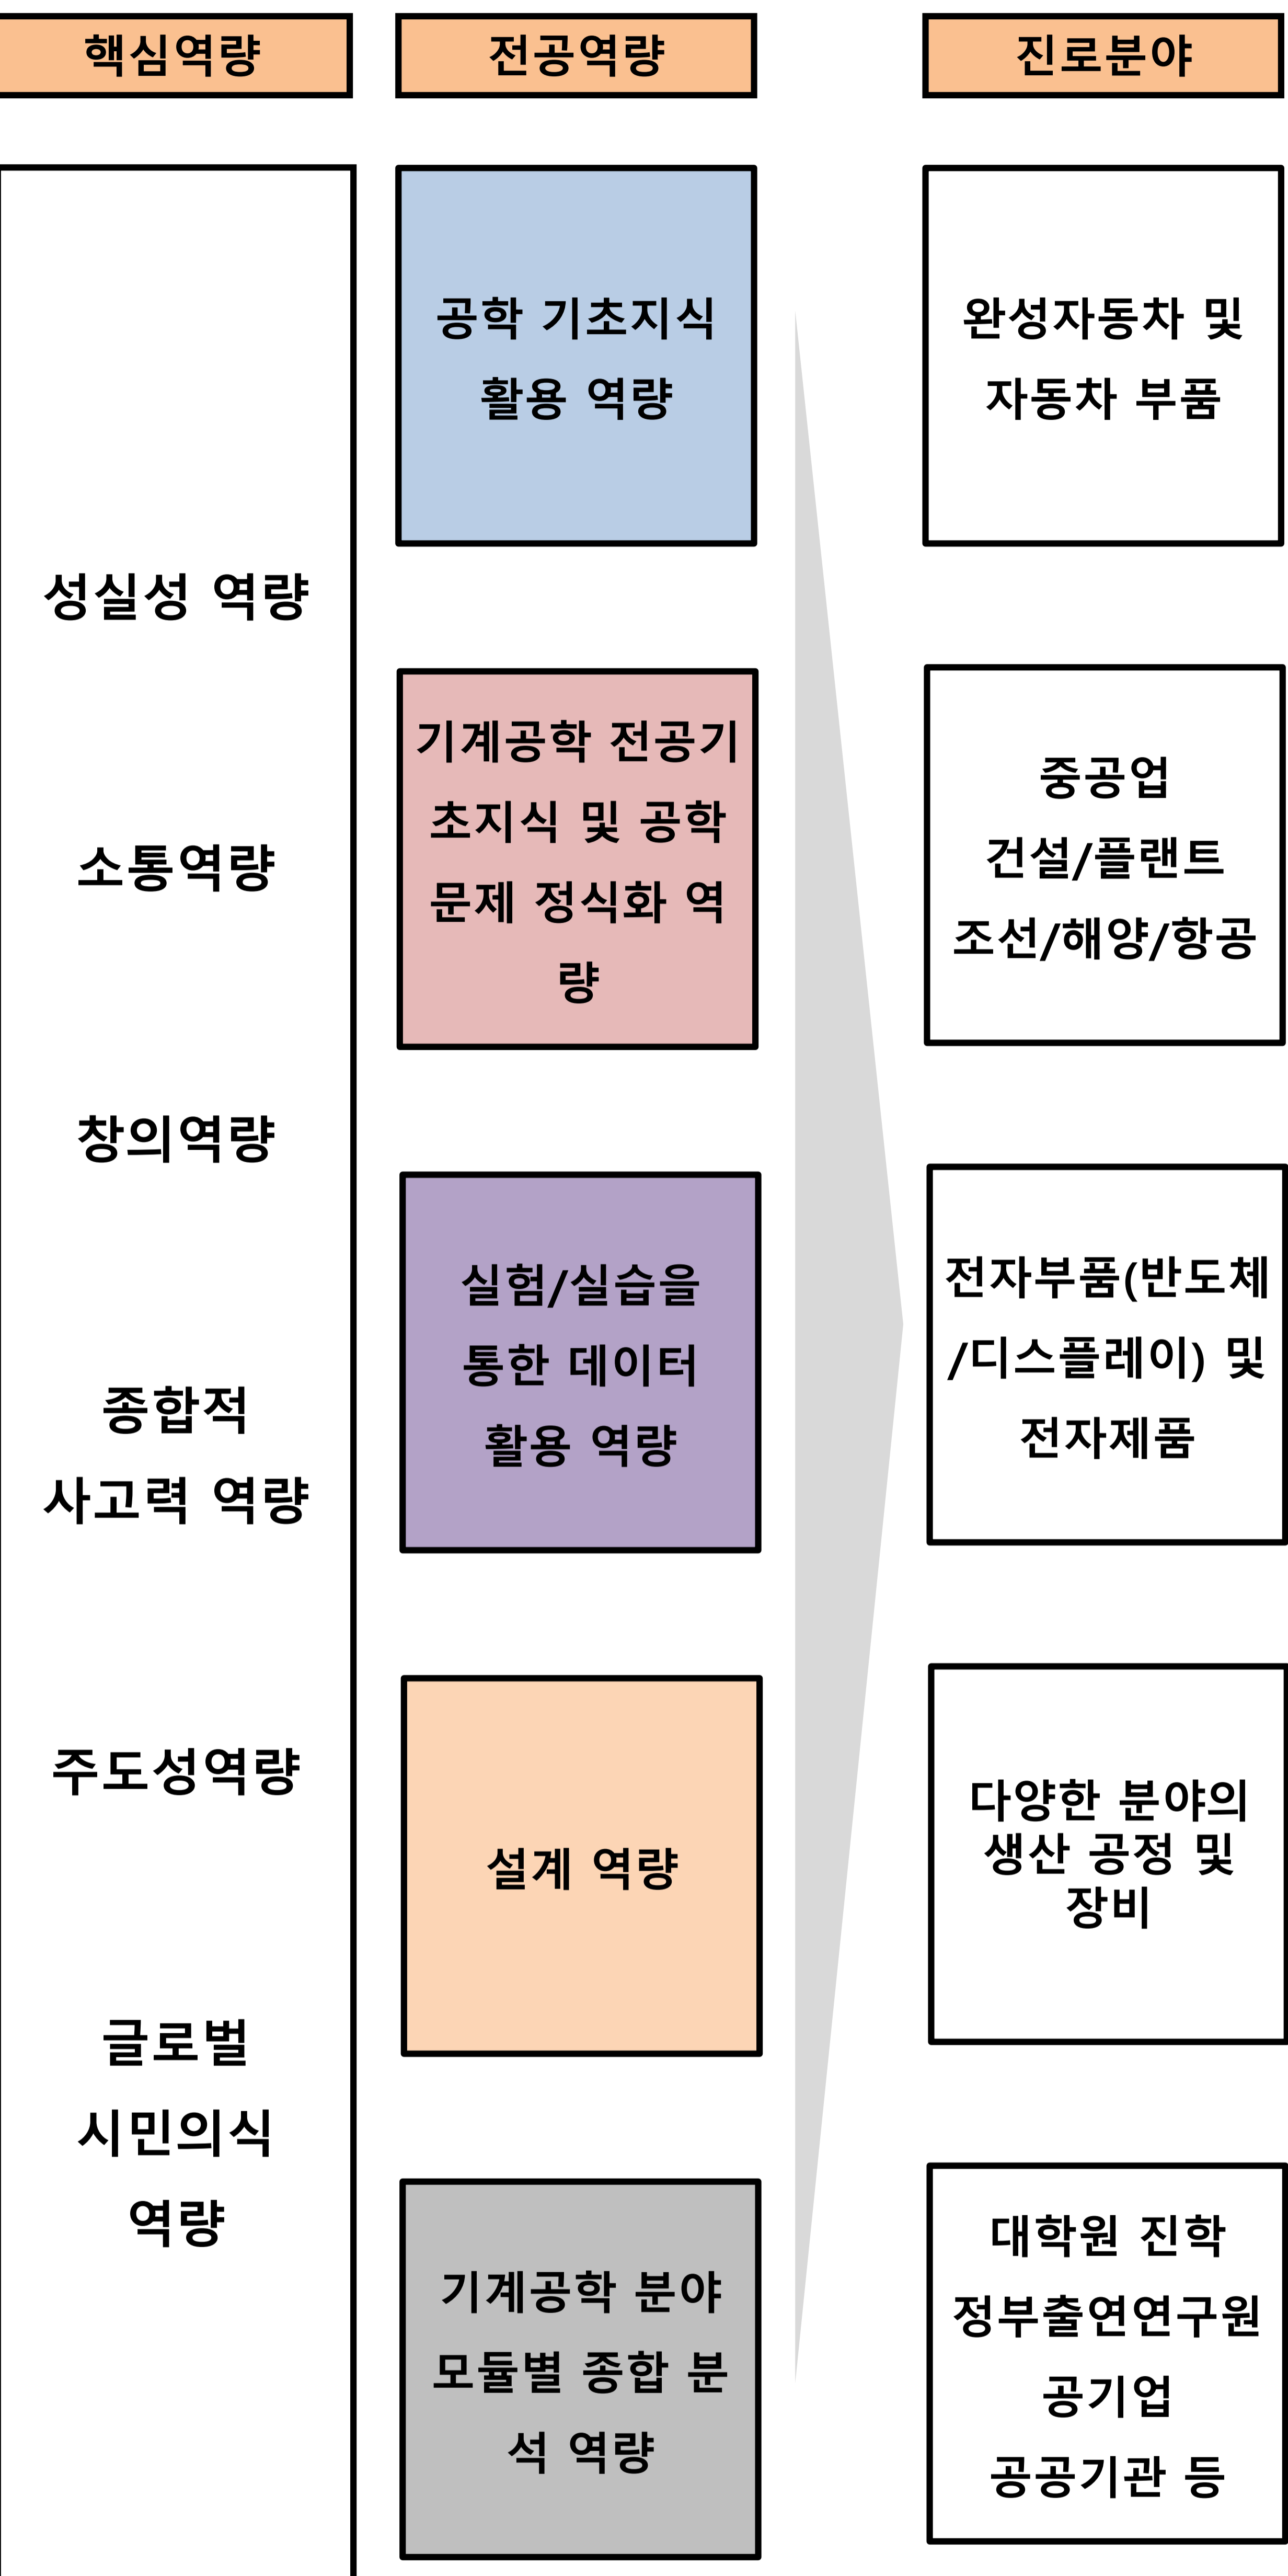 핵심역량
전공역량
진로분야
성실성 역량
소통역량
창의역량
종합적
사고력 역량
주도성역량
글로벌
시민의식
역량
공학 기초지식
활용 역량
기계공학 전공기
초지식 및 공학
문제 정식화 역
량
실험/실습을
통한 데이터
활용 역량
설계 역량
기계공학 분야
모듈별 종합 분
석 역량
완성자동차 및
자동차 부품
중공업
건설/플랜트
조선/해양/항공
전자부품(반도체
/디스플레이) 및
전자제품
다양한 분야의
생산 공정 및
장비
대학원 진학
정부출연연구원
공기업
공공기관 등